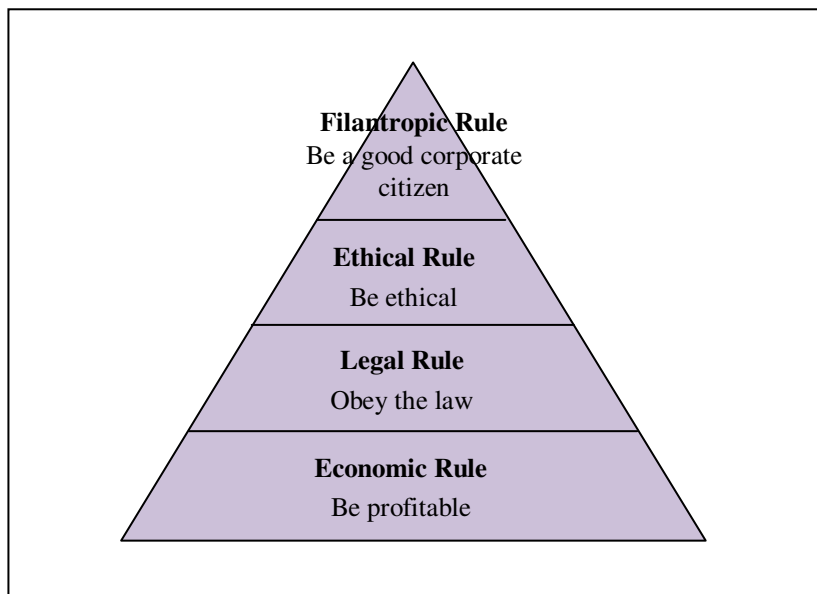 Filantropic Rule
Be a good corporate
citizen
Ethical Rule
Be ethical
Legal Rule
Obey the law
Economic Rule
Be profitable